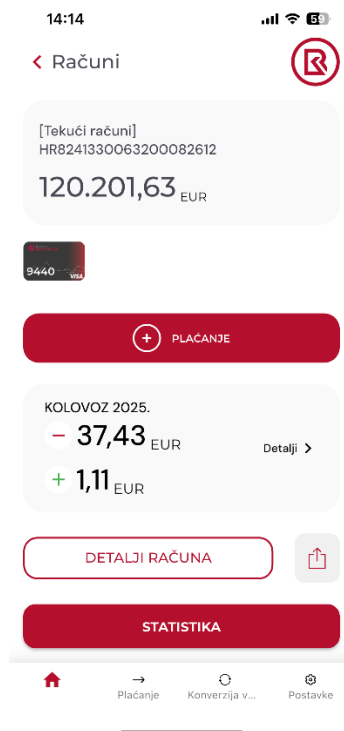 14:14
59
Računi
[Tekući računi]
HR8241330063200082612
120.201,63 EUR
9440
VISA
+ PLAĆANJE
KOLOVOZ 2025.
− 37,43 EUR
Detalji >
+ 1,11 EUR
DETALJI RAČUNA
STATISTIKA
Plaćanje
Konverzija v...
Postavke